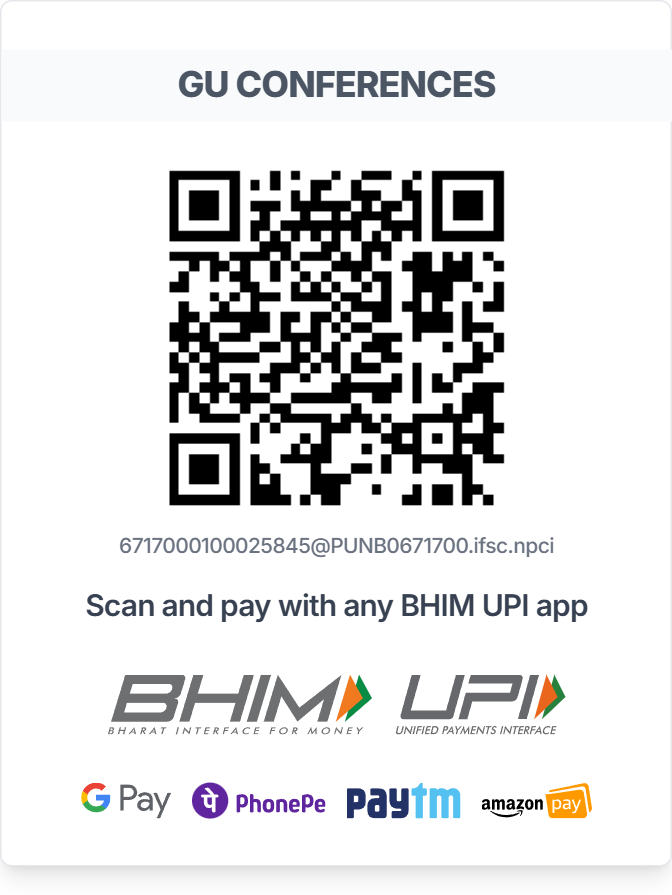 GU CONFERENCES
6717000100025845@PUNB0671700.ifsc.npci
Scan and pay with any BHIM UPI app
BHIM UPI
BHARAT INTERFACE FOR MONEY UNIFIED PAYMENTS INTERFACE
G Pay पे PhonePe paytm amazon pay